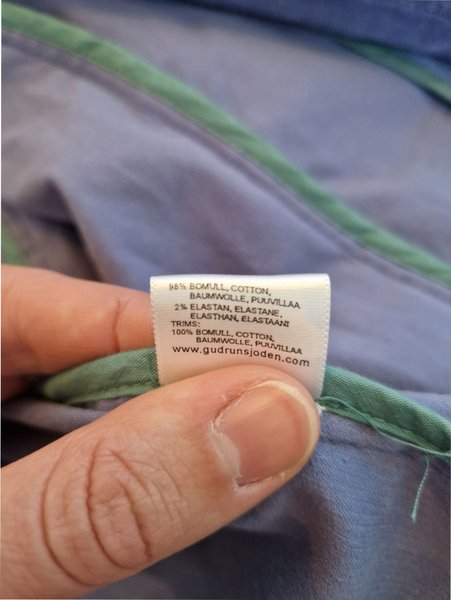 98% BOMULL, COTTON,
BAUMWOLLE, PUUVILLAA
2% ELASTAN, ELASTANE,
ELASTHAN, ELASTAANI
TRIMS:
100% BOMULL, COTTON,
BAUMWOLLE, PUUVILLAA
www.gudrunsjoden.com